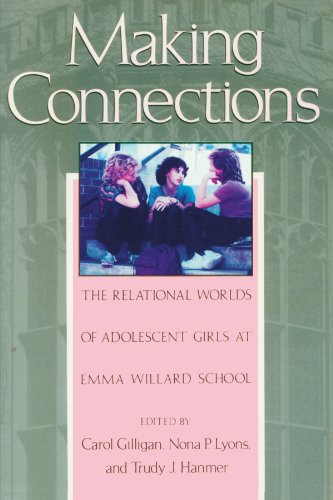 Making
Connections
THE RELATIONAL WORLDS
OF ADOLESCENT GIRLS AT
EMMA WILLARD SCHOOL
EDITED BY
Carol Gilligan, Nona P. Lyons,
and Trudy J. Hanmer